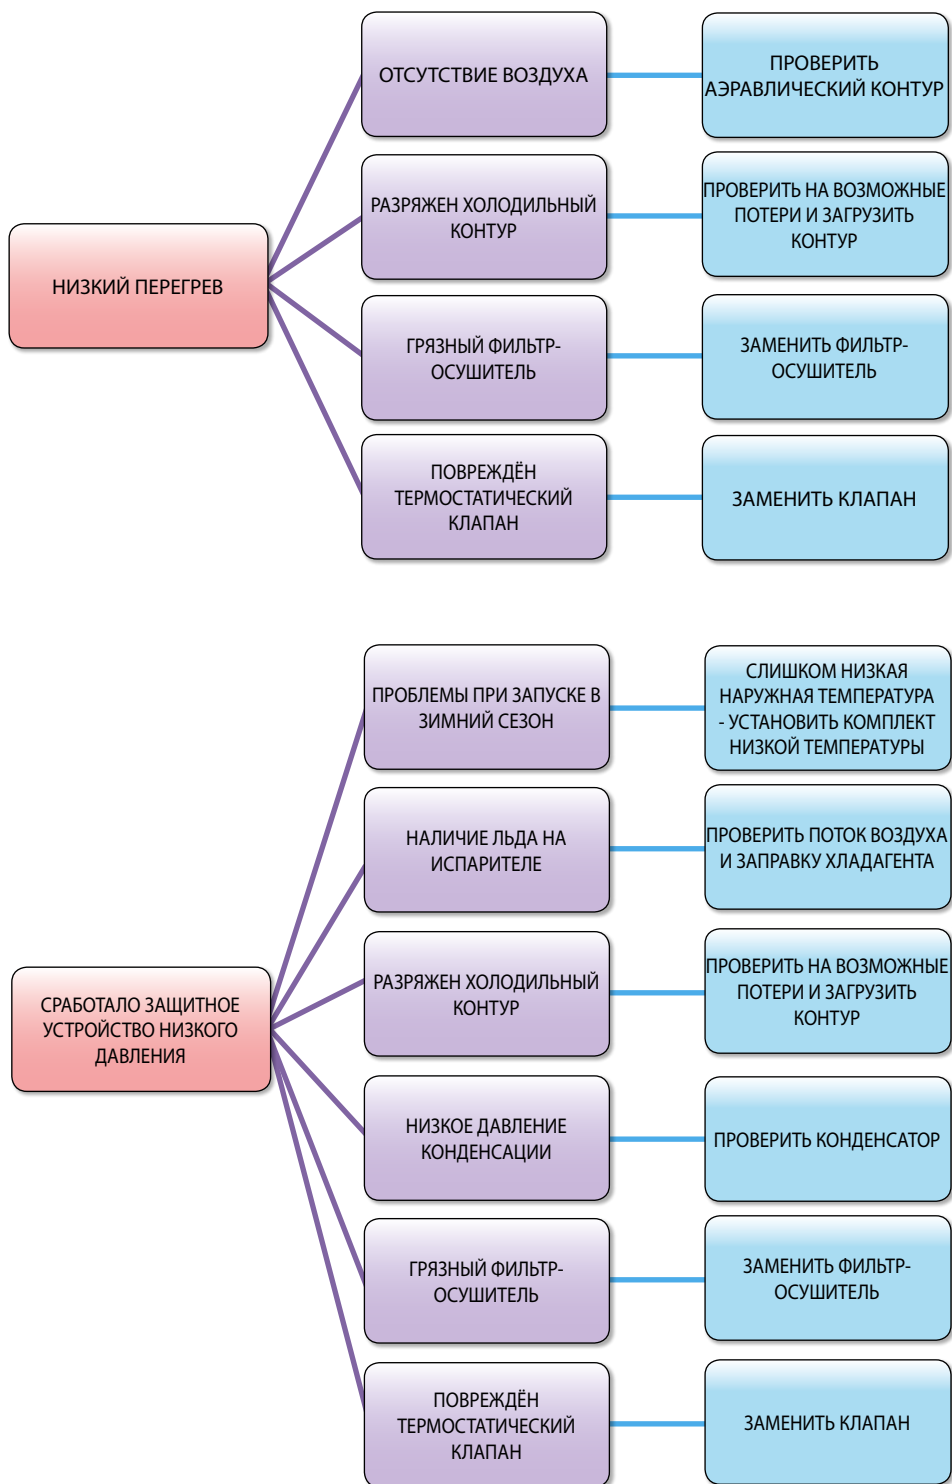 НИЗКИЙ ПЕРЕГРЕВ
ОТСУТСТВИЕ ВОЗДУХА
ПРОВЕРИТЬ
АЭРАВЛИЧЕСКИЙ КОНТУР
РАЗРЯЖЕН ХОЛОДИЛЬНЫЙ
КОНТУР
ПРОВЕРИТЬ НА ВОЗМОЖНЫЕ
ПОТЕРИ И ЗАГРУЗИТЬ
КОНТУР
ГРЯЗНЫЙ ФИЛЬТР-
ОСУШИТЕЛЬ
ЗАМЕНИТЬ ФИЛЬТР-
ОСУШИТЕЛЬ
ПОВРЕЖДЁН
ТЕРМОСТАТИЧЕСКИЙ
КЛАПАН
ЗАМЕНИТЬ КЛАПАН
СРАБОТАЛО ЗАЩИТНОЕ
УСТРОЙСТВО НИЗКОГО
ДАВЛЕНИЯ
ПРОБЛЕМЫ ПРИ ЗАПУСКЕ В
ЗИМНИЙ СЕЗОН
СЛИШКОМ НИЗКАЯ
НАРУЖНАЯ ТЕМПЕРАТУРА
- УСТАНОВИТЬ КОМПЛЕКТ
НИЗКОЙ ТЕМПЕРАТУРЫ
НАЛИЧИЕ ЛЬДА НА
ИСПАРИТЕЛЕ
ПРОВЕРИТЬ ПОТОК ВОЗДУХА
И ЗАПРАВКУ ХЛАДАГЕНТА
РАЗРЯЖЕН ХОЛОДИЛЬНЫЙ
КОНТУР
ПРОВЕРИТЬ НА ВОЗМОЖНЫЕ
ПОТЕРИ И ЗАГРУЗИТЬ
КОНТУР
НИЗКОЕ ДАВЛЕНИЕ
КОНДЕНСАЦИИ
ПРОВЕРИТЬ КОНДЕНСАТОР
ГРЯЗНЫЙ ФИЛЬТР-
ОСУШИТЕЛЬ
ЗАМЕНИТЬ ФИЛЬТР-
ОСУШИТЕЛЬ
ПОВРЕЖДЁН
ТЕРМОСТАТИЧЕСКИЙ
КЛАПАН
ЗАМЕНИТЬ КЛАПАН